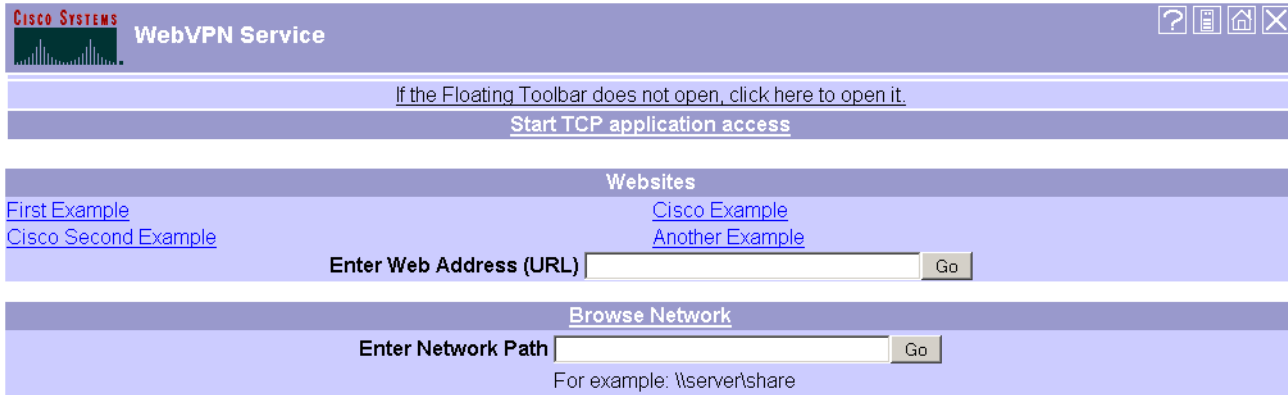 CISCO SYSTEMS
WebVPN Service
If the Floating Toolbar does not open, click here to open it.
Start TCP application access
Websites
First Example Cisco Example
Cisco Second Example Another Example
Enter Web Address (URL) Go
Browse Network
Enter Network Path Go
For example: \\server\share